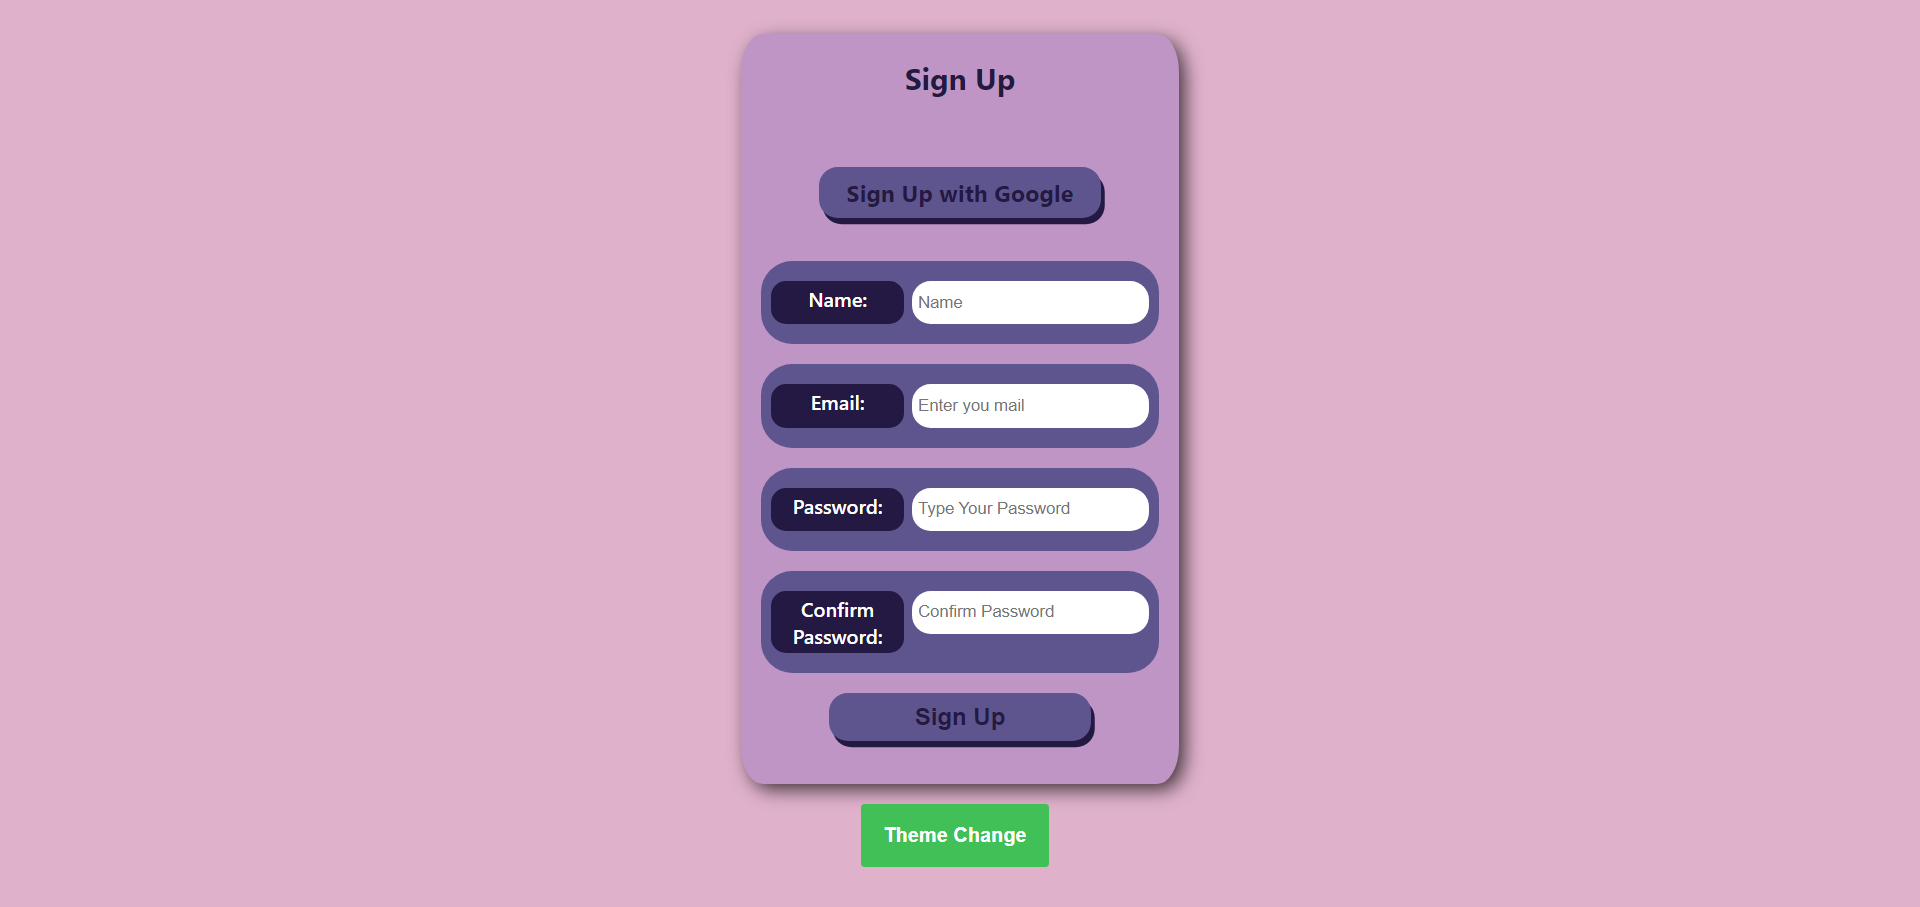 Sign Up
Sign Up with Google
Name:
Name
Email:
Enter you mail
Password:
Type Your Password
Confirm
Password:
Confirm Password
Sign Up
Theme Change